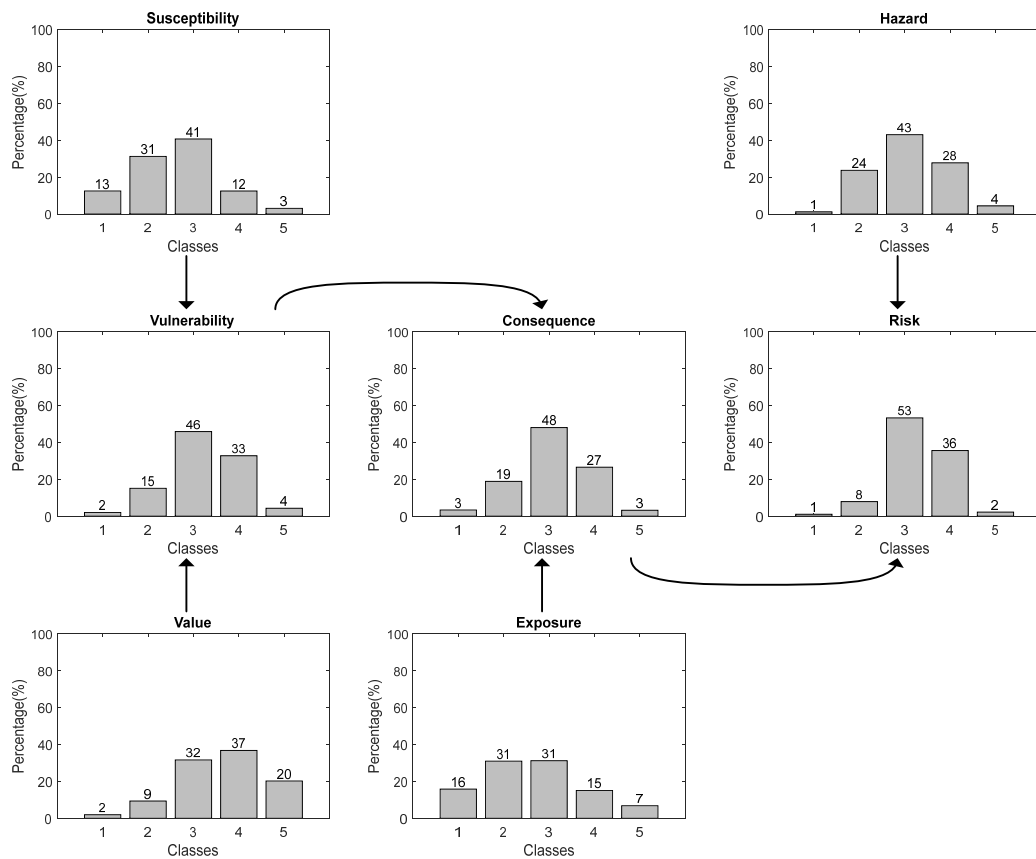 Susceptibility
100
80
60
40
20
0
Percentage(%)
13
31
41
12
3
1 2 3 4 5
Classes
Hazard
100
80
60
40
20
0
Percentage(%)
1
24
43
28
4
1 2 3 4 5
Classes
Vulnerability
100
80
60
40
20
0
Percentage(%)
2
15
46
33
4
1 2 3 4 5
Classes
Consequence
100
80
60
40
20
0
Percentage(%)
3
19
48
27
3
1 2 3 4 5
Classes
Risk
100
80
60
40
20
0
Percentage(%)
1
8
53
36
2
1 2 3 4 5
Classes
Value
100
80
60
40
20
0
Percentage(%)
2
9
32
37
20
1 2 3 4 5
Classes
Exposure
100
80
60
40
20
0
Percentage(%)
16
31
31
15
7
1 2 3 4 5
Classes